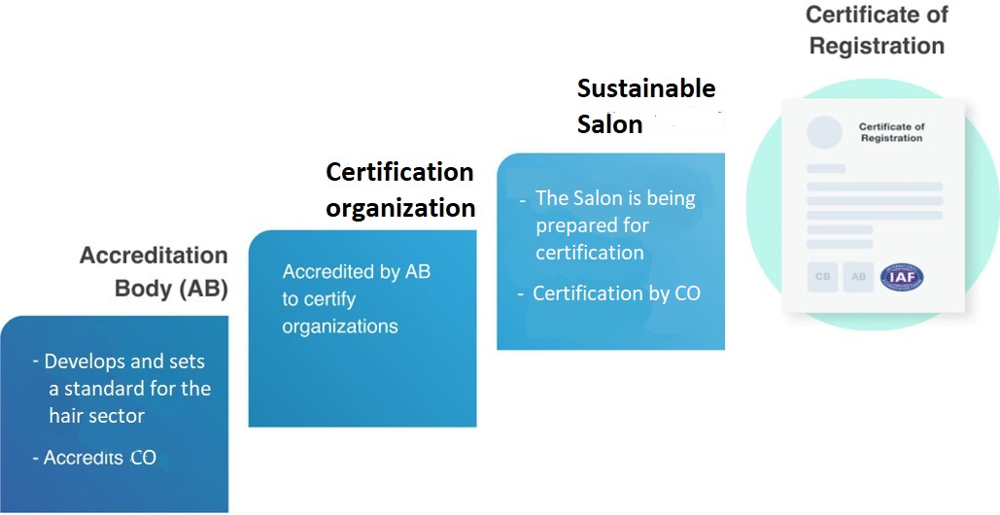 Accreditation
Body (AB)
- Develops and sets
a standard for the
hair sector
- Accredits CO
Certification
organization
Accredited by AB
to certify
organizations
Sustainable
Salon
- The Salon is being
prepared for
certification
- Certification by CO
Certificate of
Registration
Certificate of
Registration
CB
AB
IAF